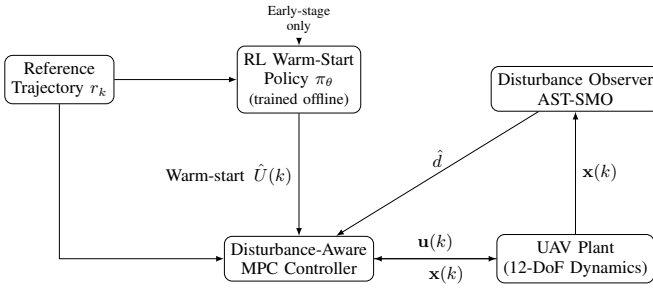 Early-stage
only
Reference
Trajectory r_k
RL Warm-Start
Policy π_θ
(trained offline)
Disturbance Observer
AST-SMO
Warm-start Û(k)
d̂
x(k)
Disturbance-Aware
MPC Controller
u(k)
x(k)
UAV Plant
(12-DoF Dynamics)